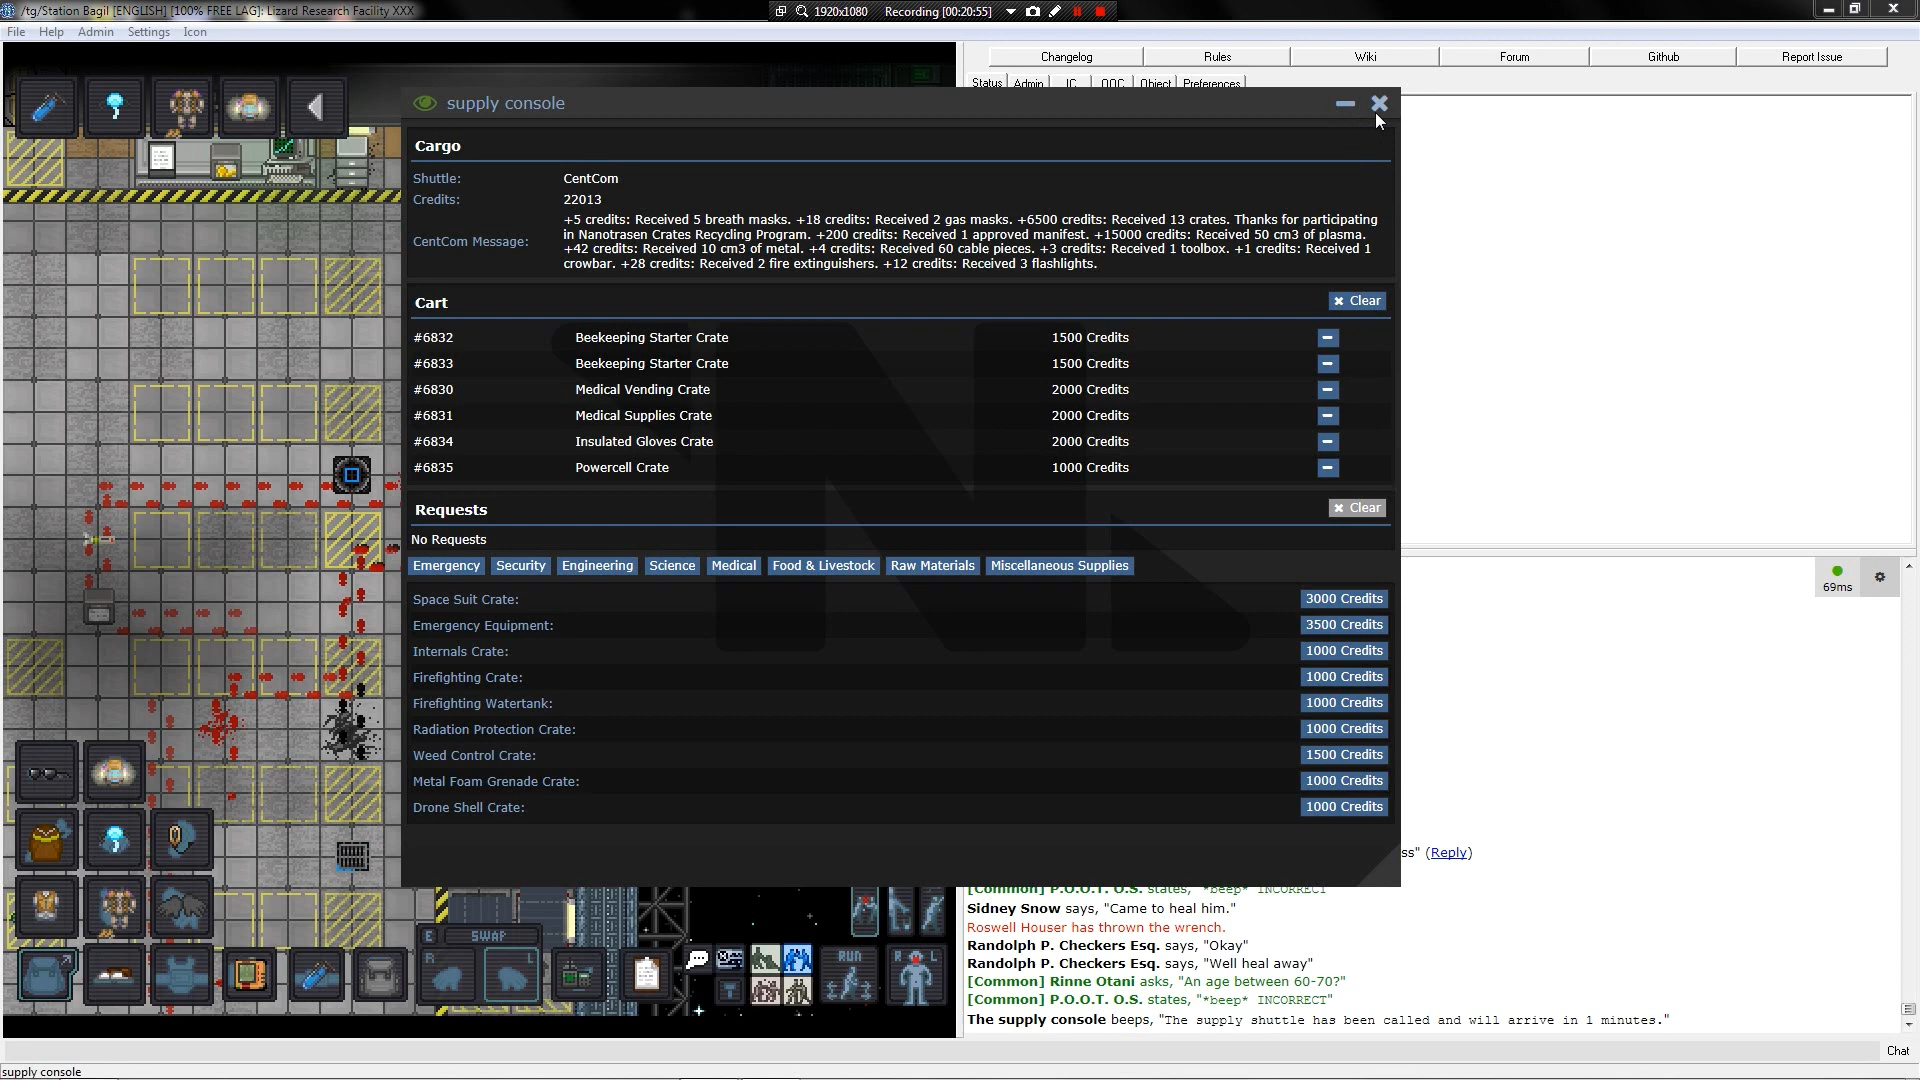 /tg/Station Bagil [ENGLISH] [100% FREE LAG]: Lizard Research Facility XXX
1920x1080 Recording [00:20:55]
File Help Admin Settings Icon
Changelog Rules Wiki Forum Github Report Issue
Status Admin IC OOC Object Preferences
supply console
Cargo
Shuttle: CentCom
Credits: 22013
CentCom Message:
+5 credits: Received 5 breath masks. +18 credits: Received 2 gas masks. +6500 credits: Received 13 crates. Thanks for participating
in Nanotrasen Crates Recycling Program. +200 credits: Received 1 approved manifest. +15000 credits: Received 50 cm3 of plasma.
+42 credits: Received 10 cm3 of metal. +4 credits: Received 60 cable pieces. +3 credits: Received 1 toolbox. +1 credits: Received 1
crowbar. +28 credits: Received 2 fire extinguishers. +12 credits: Received 3 flashlights.
Cart Clear
#6832 Beekeeping Starter Crate 1500 Credits
#6833 Beekeeping Starter Crate 1500 Credits
#6830 Medical Vending Crate 2000 Credits
#6831 Medical Supplies Crate 2000 Credits
#6834 Insulated Gloves Crate 2000 Credits
#6835 Powercell Crate 1000 Credits
Requests Clear
No Requests
Emergency Security Engineering Science Medical Food & Livestock Raw Materials Miscellaneous Supplies
Space Suit Crate: 3000 Credits
Emergency Equipment: 3500 Credits
Internals Crate: 1000 Credits
Firefighting Crate: 1000 Credits
Firefighting Watertank: 1000 Credits
Radiation Protection Crate: 1000 Credits
Weed Control Crate: 1500 Credits
Metal Foam Grenade Crate: 1000 Credits
Drone Shell Crate: 1000 Credits
69ms
ss" (Reply)
[Common] P.O.O.T. O.S. states, "*beep* INCORRECT"
Sidney Snow says, "Came to heal him."
Roswell Houser has thrown the wrench.
Randolph P. Checkers Esq. says, "Okay"
Randolph P. Checkers Esq. says, "Well heal away"
[Common] Rinne Otani asks, "An age between 60-70?"
[Common] P.O.O.T. O.S. states, "*beep* INCORRECT"
The supply console beeps, "The supply shuttle has been called and will arrive in 1 minutes."
E SWAP
R L
RUN
R L
Chat
supply console